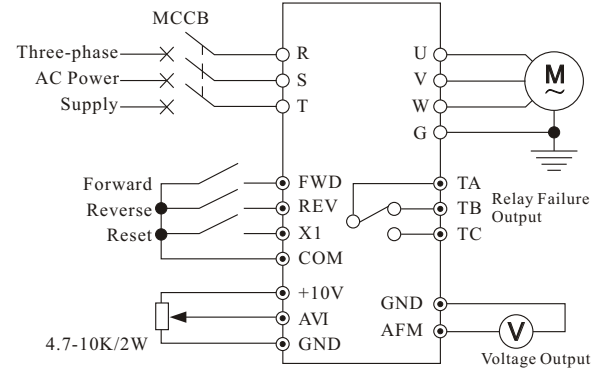 MCCB
Three-phase
AC Power
Supply
R
S
T
U
V
W
G
M
~
Forward
Reverse
Reset
FWD
REV
X1
COM
TA
TB
TC
Relay Failure
Output
+10V
AVI
GND
4.7-10K/2W
GND
AFM
V
Voltage Output